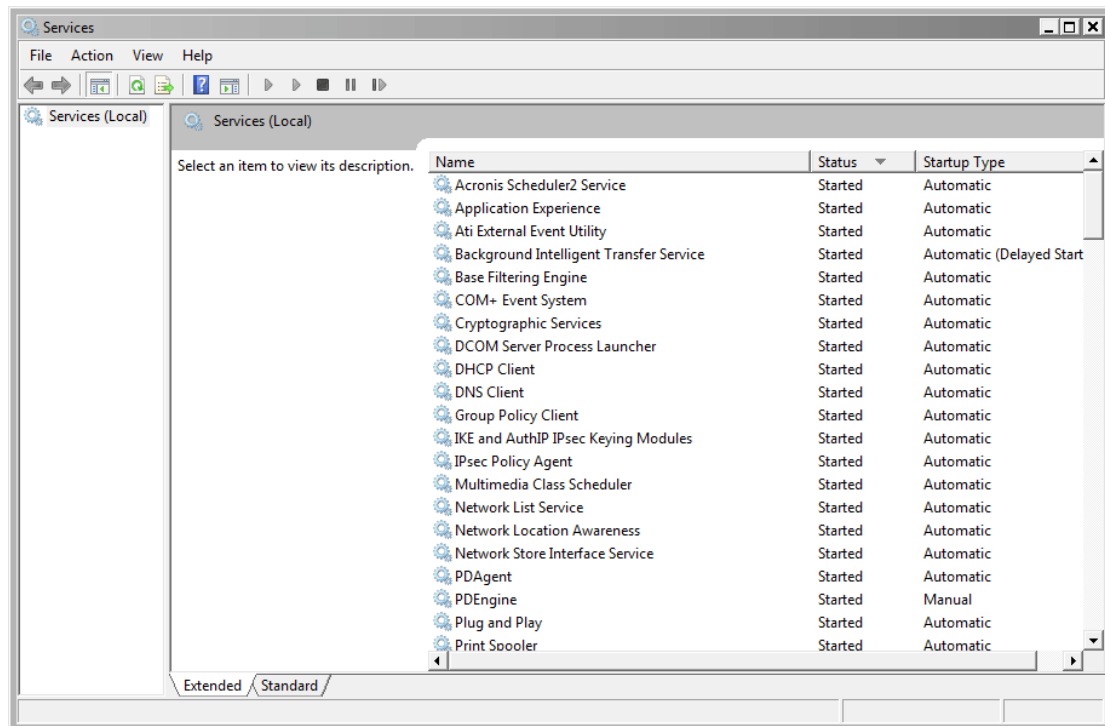 Services
File Action View Help
Services (Local)
Services (Local)
Select an item to view its description.
Name Status Startup Type
Acronis Scheduler2 Service Started Automatic
Application Experience Started Automatic
Ati External Event Utility Started Automatic
Background Intelligent Transfer Service Started Automatic (Delayed Start
Base Filtering Engine Started Automatic
COM+ Event System Started Automatic
Cryptographic Services Started Automatic
DCOM Server Process Launcher Started Automatic
DHCP Client Started Automatic
DNS Client Started Automatic
Group Policy Client Started Automatic
IKE and AuthIP IPsec Keying Modules Started Automatic
IPsec Policy Agent Started Automatic
Multimedia Class Scheduler Started Automatic
Network List Service Started Automatic
Network Location Awareness Started Automatic
Network Store Interface Service Started Automatic
PDAgent Started Automatic
PDEngine Started Manual
Plug and Play Started Automatic
Print Spooler Started Automatic
Extended Standard